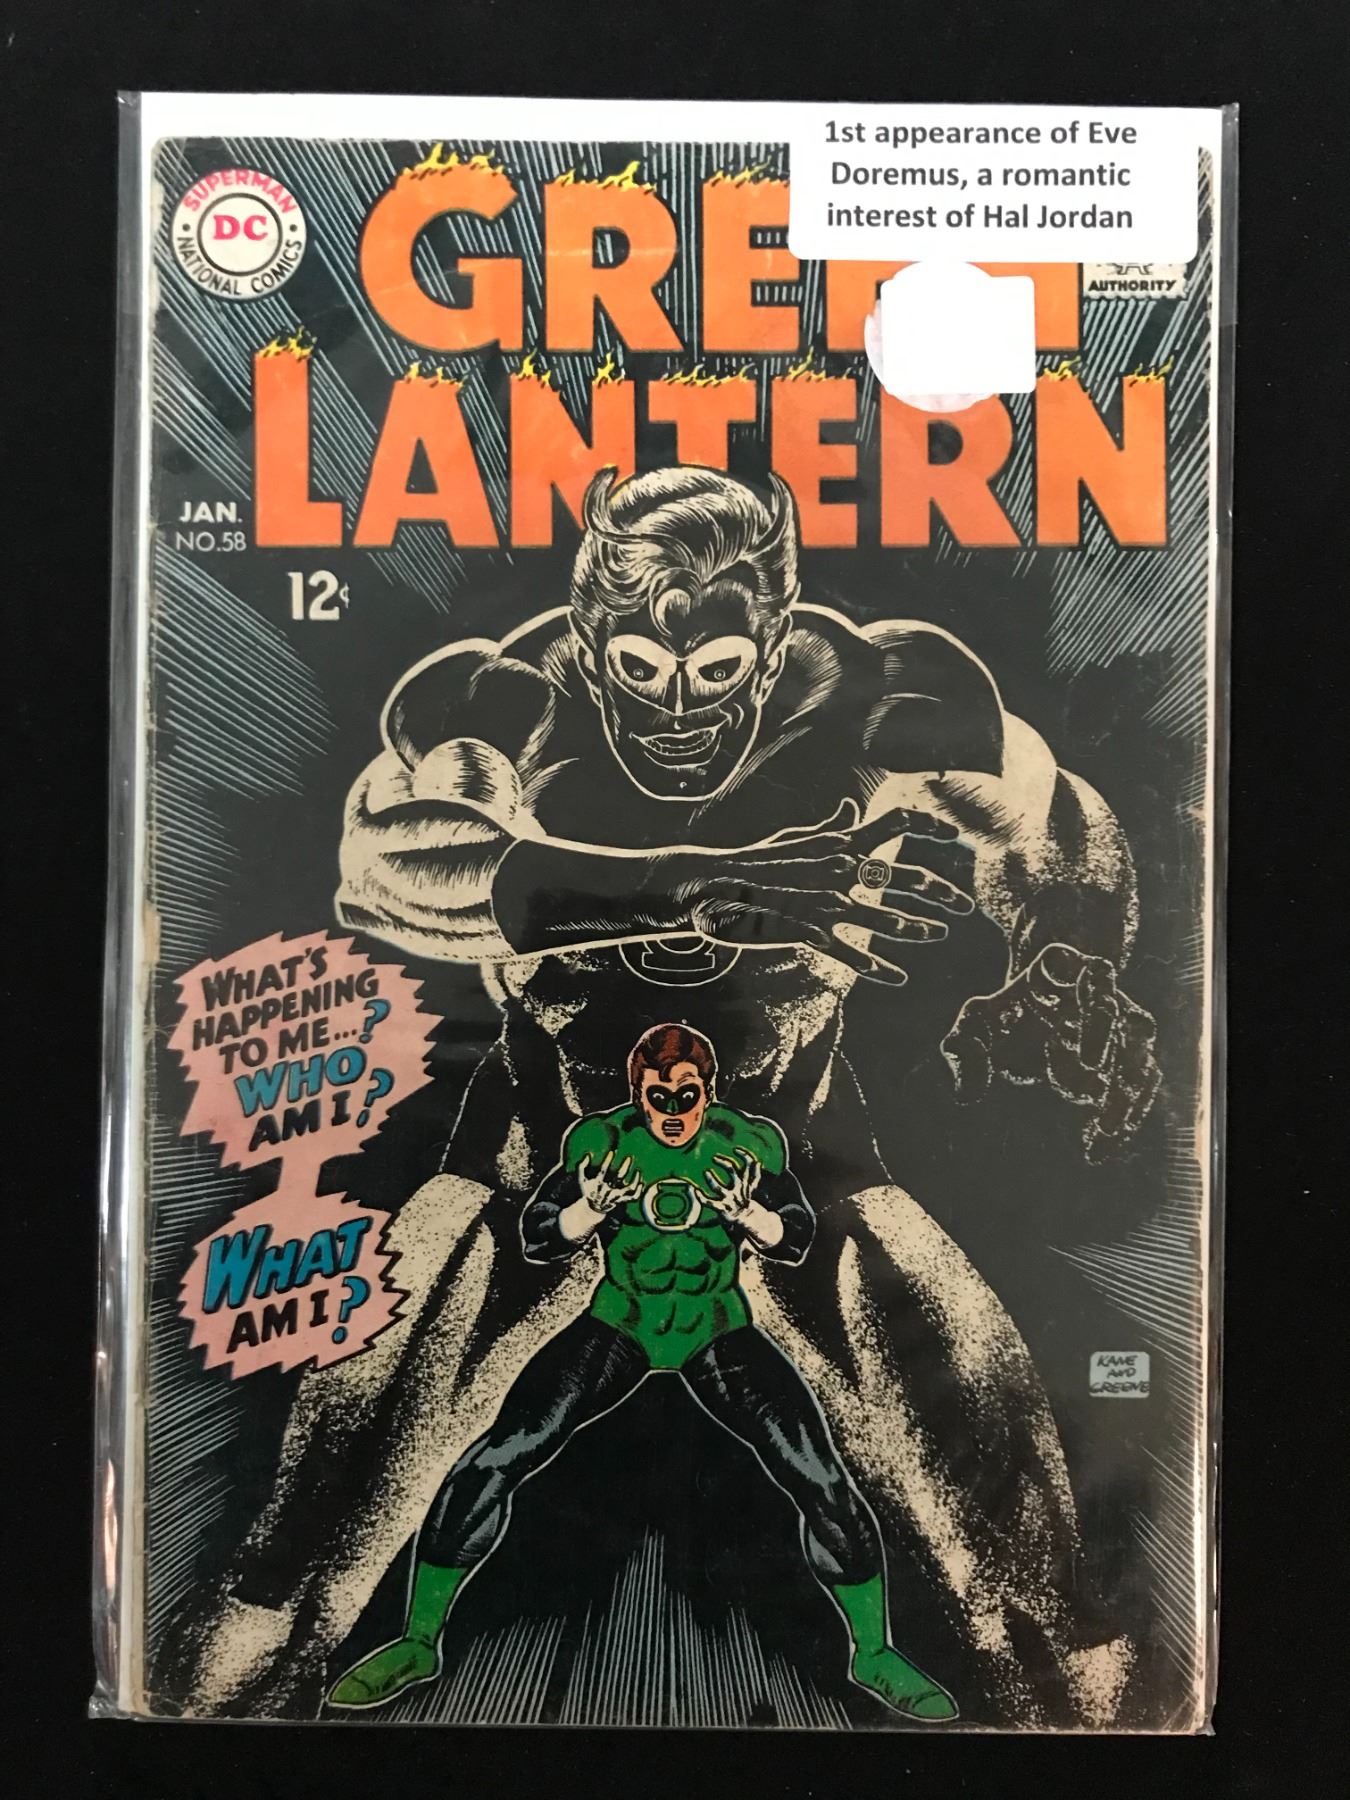 1st appearance of Eve
Doremus, a romantic
interest of Hal Jordan
SUPERMAN
DC
NATIONAL COMICS
GREEN
AUTHORITY
LANTERN
JAN.
NO.58
12¢
WHAT'S
HAPPENING
TO ME...?
WHO
AM I?
WHAT
AM I?
KANE
AND
GREENE